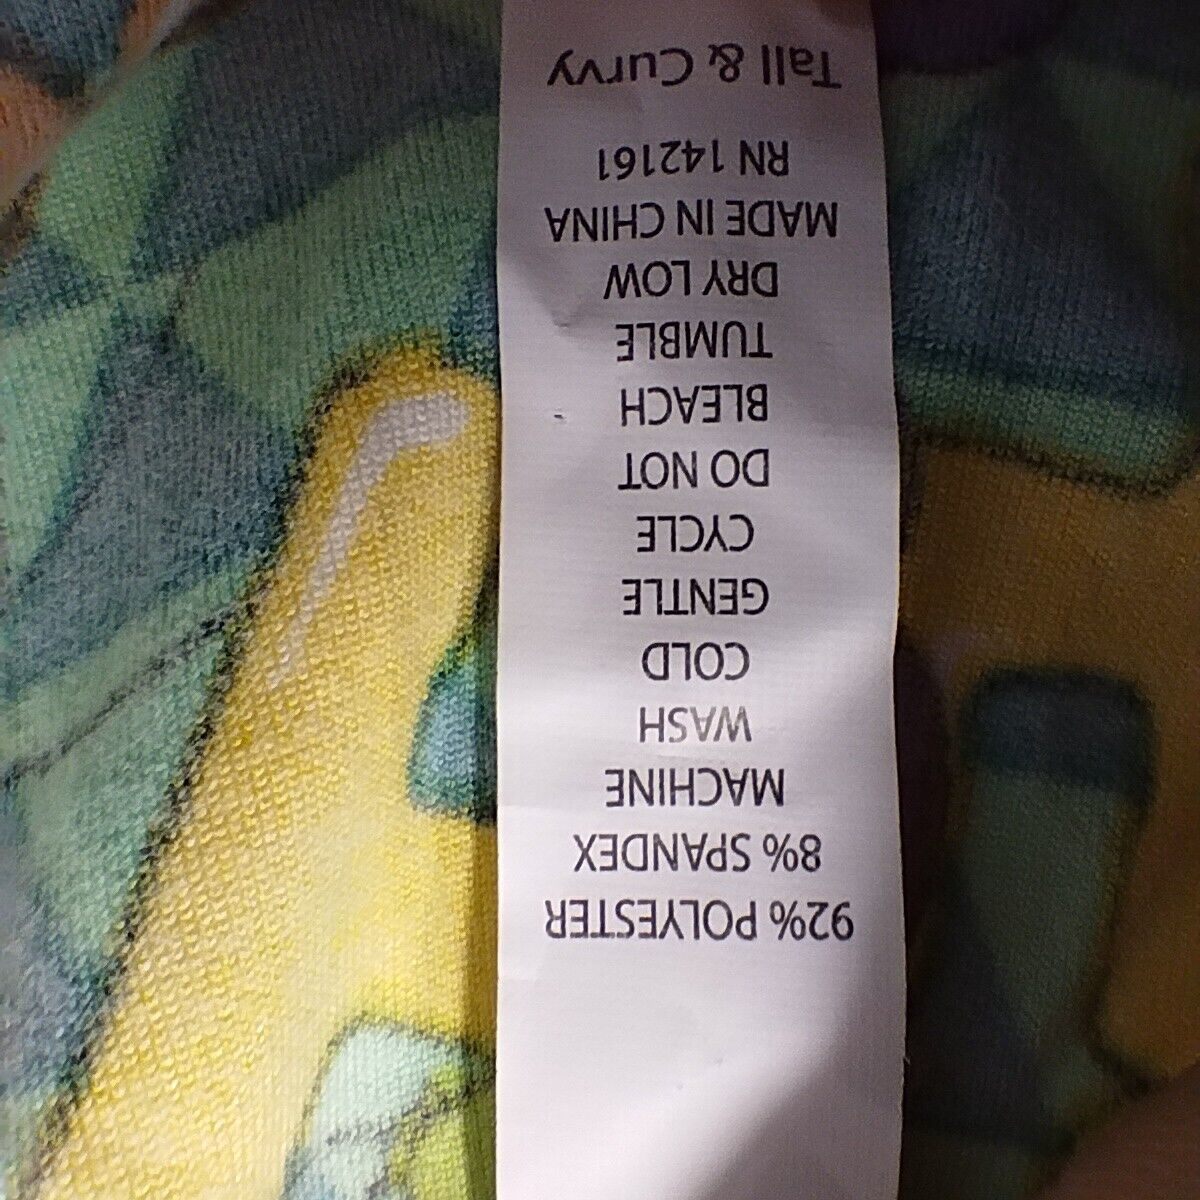 92% POLYESTER
8% SPANDEX
MACHINE
WASH
COLD
GENTLE
CYCLE
DO NOT
BLEACH
TUMBLE
DRY LOW
MADE IN CHINA
RN 142161
Tall & Curvy